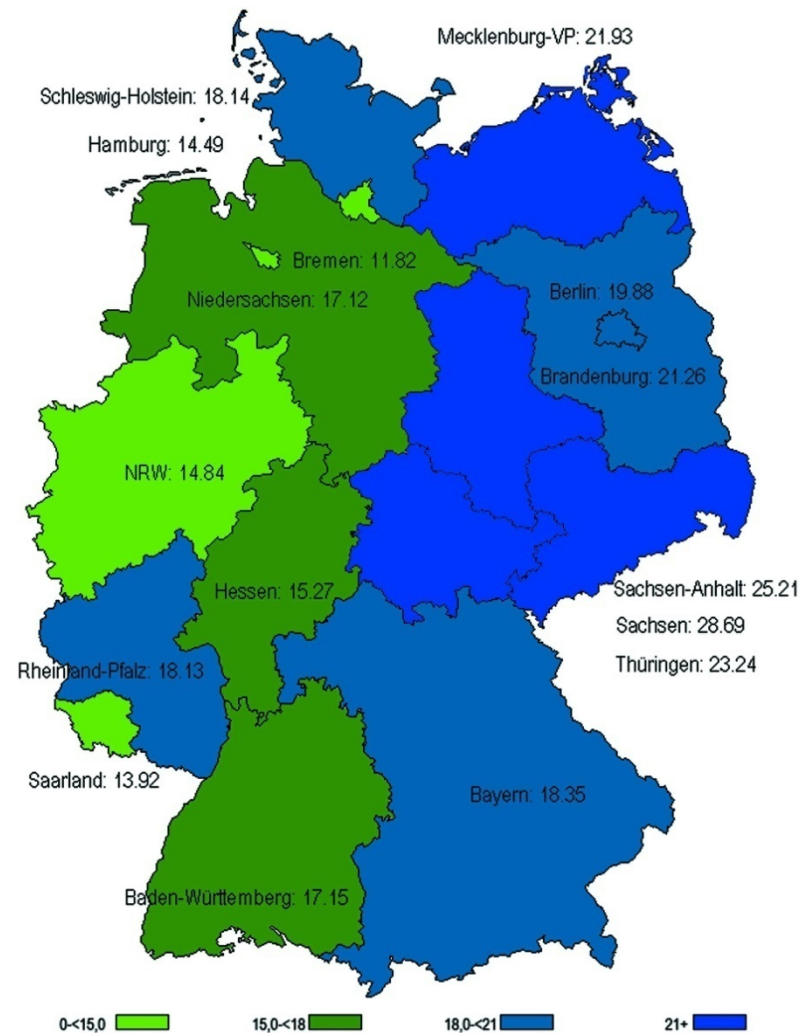 Mecklenburg-VP: 21.93
Schleswig-Holstein: 18.14
Hamburg: 14.49
Bremen: 11.82
Niedersachsen: 17.12
Berlin: 19.88
Brandenburg: 21.26
NRW: 14.84
Hessen: 15.27
Sachsen-Anhalt: 25.21
Sachsen: 28.69
Thüringen: 23.24
Rheinland-Pfalz: 18.13
Saarland: 13.92
Bayern: 18.35
Baden-Württemberg: 17.15
0-<15,0 15,0-<18 18,0-<21 21+